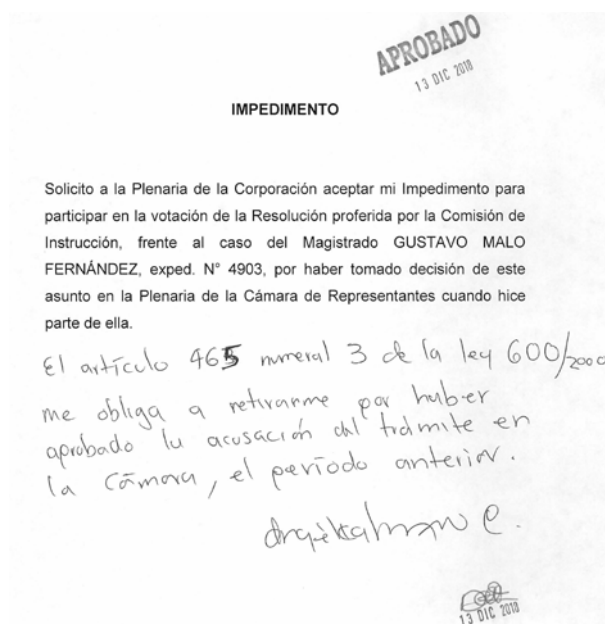 APROBADO
13 DIC 2018
IMPEDIMENTO
Solicito a la Plenaria de la Corporación aceptar mi Impedimento para
participar en la votación de la Resolución proferida por la Comisión de
Instrucción, frente al caso del Magistrado GUSTAVO MALO
FERNÁNDEZ, exped. N° 4903, por haber tomado decisión de este
asunto en la Plenaria de la Cámara de Representantes cuando hice
parte de ella.
El artículo 465 numeral 3 de la ley 600/2000
me obliga a retirarme por haber
aprobado la acusación del trámite en
la Cámara, el período anterior.
13 DIC 2018